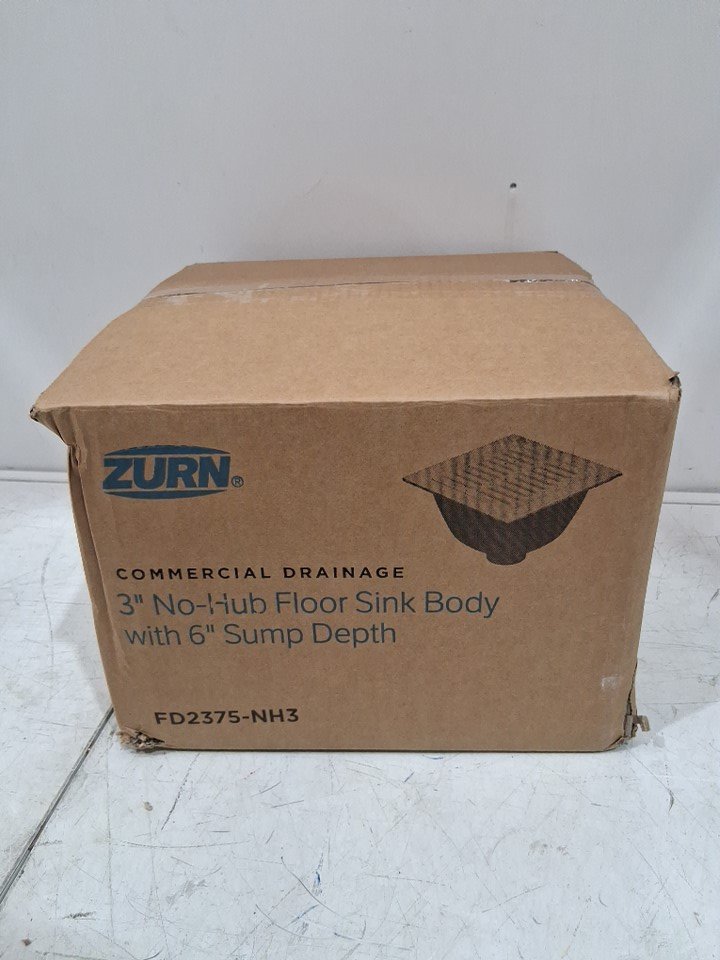 ZURN®
COMMERCIAL DRAINAGE
3" No-Hub Floor Sink Body
with 6" Sump Depth
FD2375-NH3